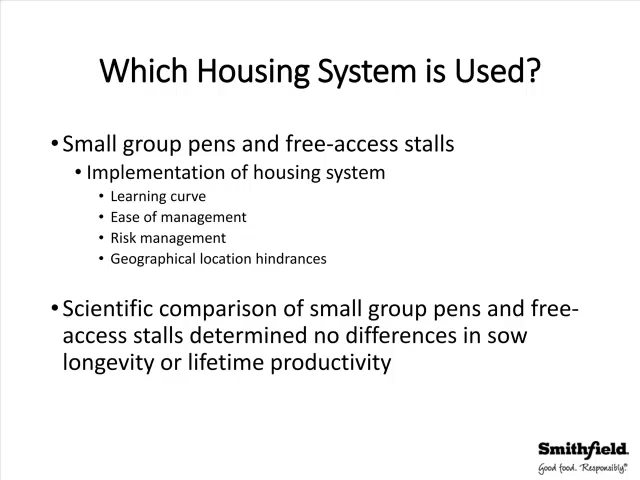 Which Housing System is Used?
•Small group pens and free-access stalls
• Implementation of housing system
• Learning curve
• Ease of management
• Risk management
• Geographical location hindrances
•Scientific comparison of small group pens and free-
access stalls determined no differences in sow
longevity or lifetime productivity
Smithfield.
Good food. Responsibly.®